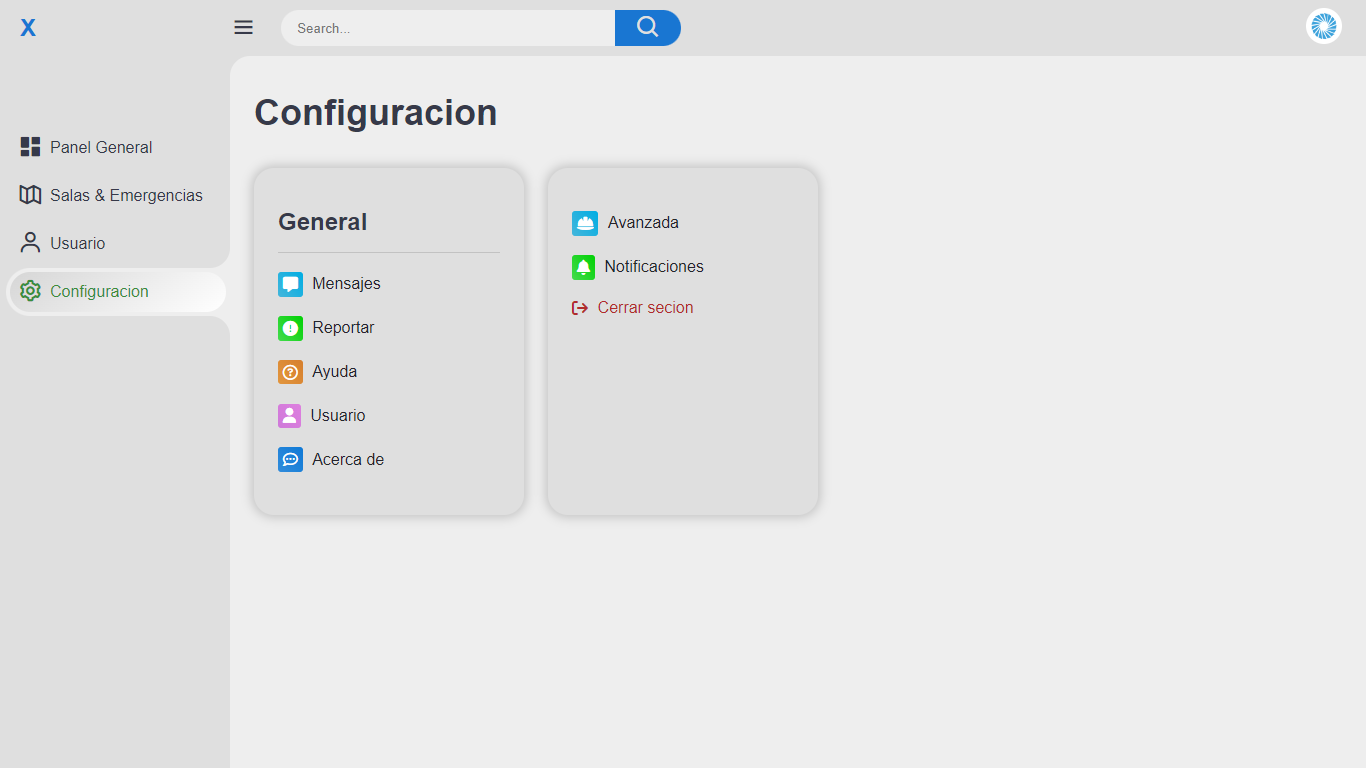 X
Search...
Panel General
Salas & Emergencias
Usuario
Configuracion
Configuracion
General
Mensajes
Reportar
Ayuda
Usuario
Acerca de
Avanzada
Notificaciones
Cerrar secion